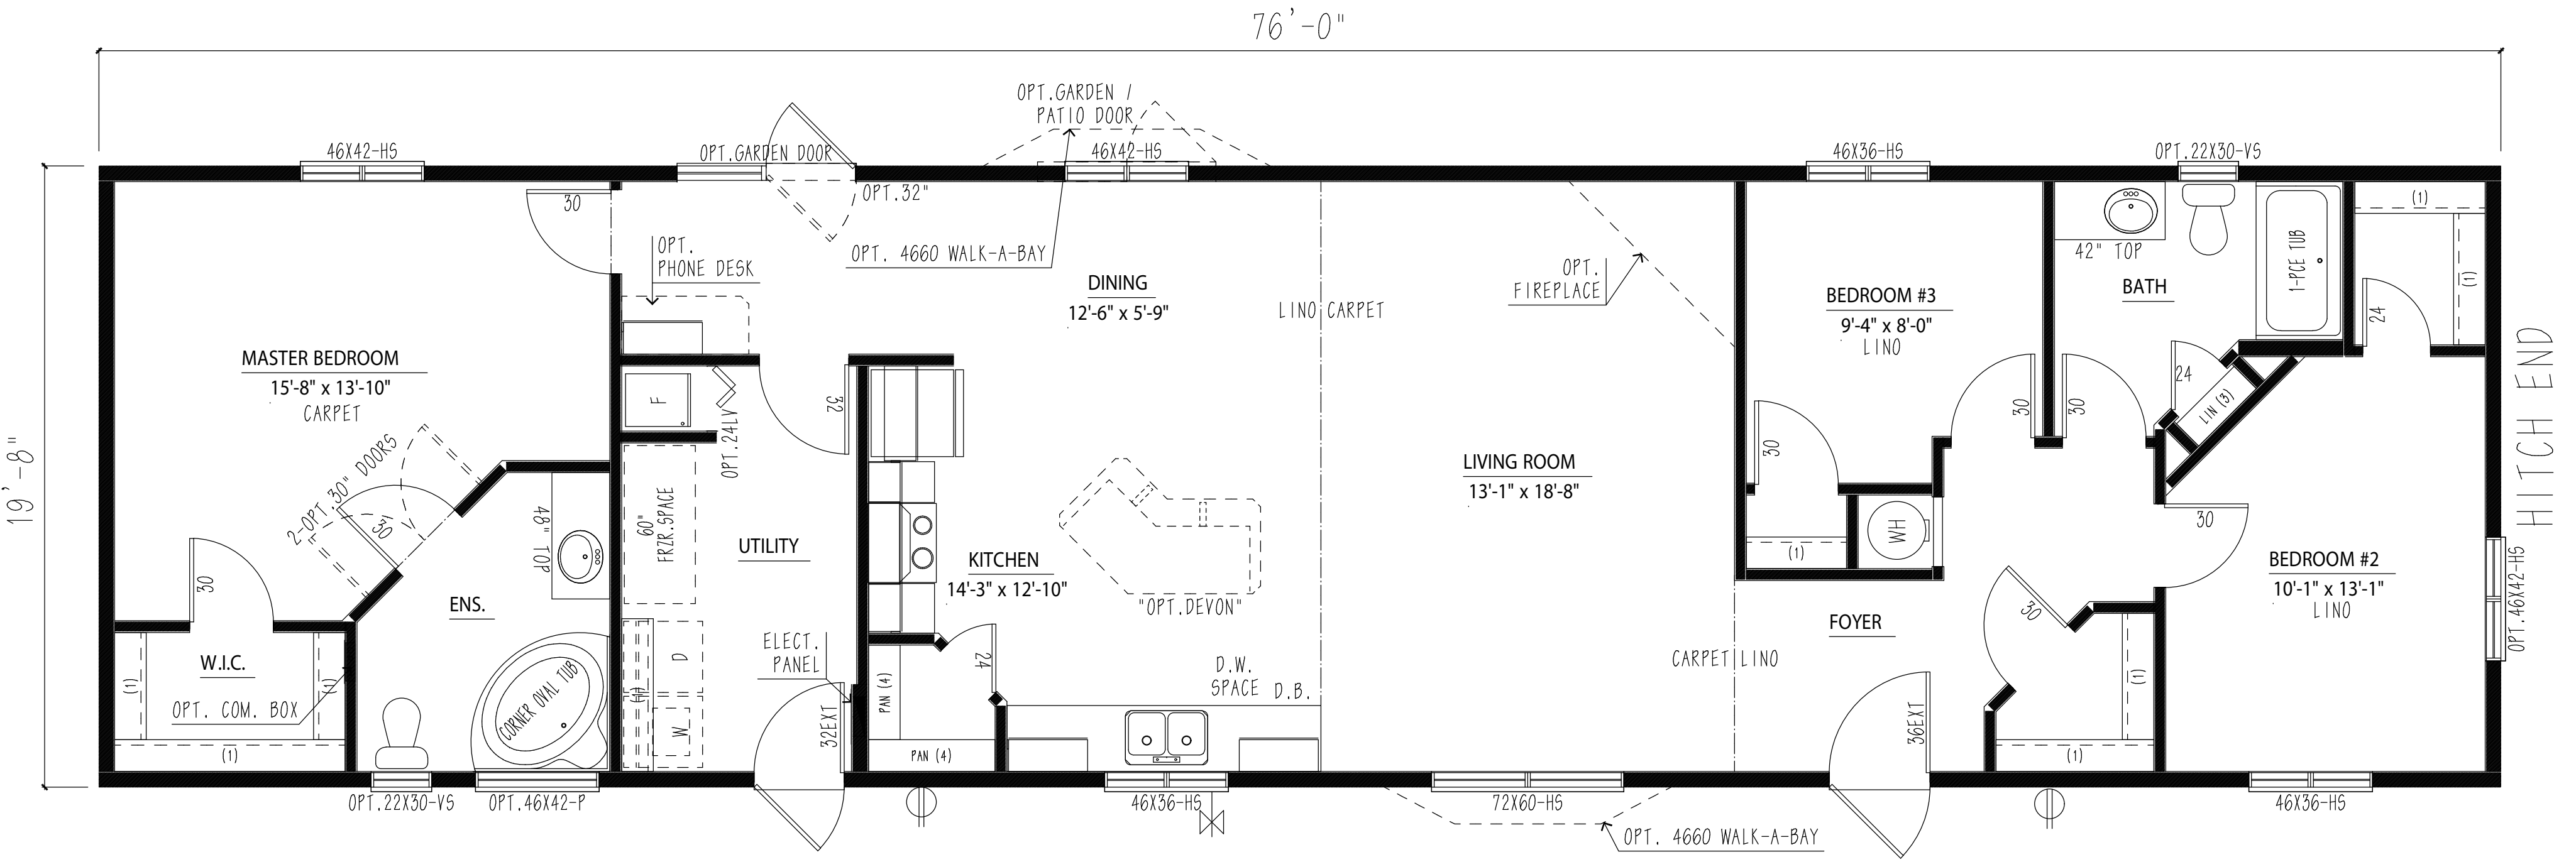 76'-0"
OPT.GARDEN /
PATIO DOOR
46X42-HS
OPT.GARDEN DOOR
46X42-HS
46X36-HS
OPT.22X30-VS
30
OPT.32"
OPT. 4660 WALK-A-BAY
OPT.
PHONE DESK
OPT.
FIREPLACE
42" TOP
1-PCE TUB
(1)
(1)
24
DINING
12'-6" x 5'-9"
LINO
CARPET
BEDROOM #3
9'-4" x 8'-0"
LINO
BATH
MASTER BEDROOM
15'-8" x 13'-10"
CARPET
F
OPT.24LV
32
24
LIN (3)
30
30
30
HITCH END
19'-8"
2-OPT.30" DOORS
30
48" TOP
60"
FRZR.SPACE
UTILITY
KITCHEN
14'-3" x 12'-10"
"OPT.DEVON"
LIVING ROOM
13'-1" x 18'-8"
WH
(1)
30
BEDROOM #2
10'-1" x 13'-1"
LINO
OPT.46X42-HS
30
ENS.
FOYER
30
W.I.C.
(1)
(1)
(1)
OPT. COM. BOX
CORNER OVAL TUB
D
W
(1)
ELECT.
PANEL
32EXT
24
PAN (4)
PAN (4)
D.W.
SPACE
D.B.
CARPET
LINO
36EXT
(1)
(1)
OPT.22X30-VS
OPT.46X42-P
46X36-HS
72X60-HS
46X36-HS
OPT. 4660 WALK-A-BAY